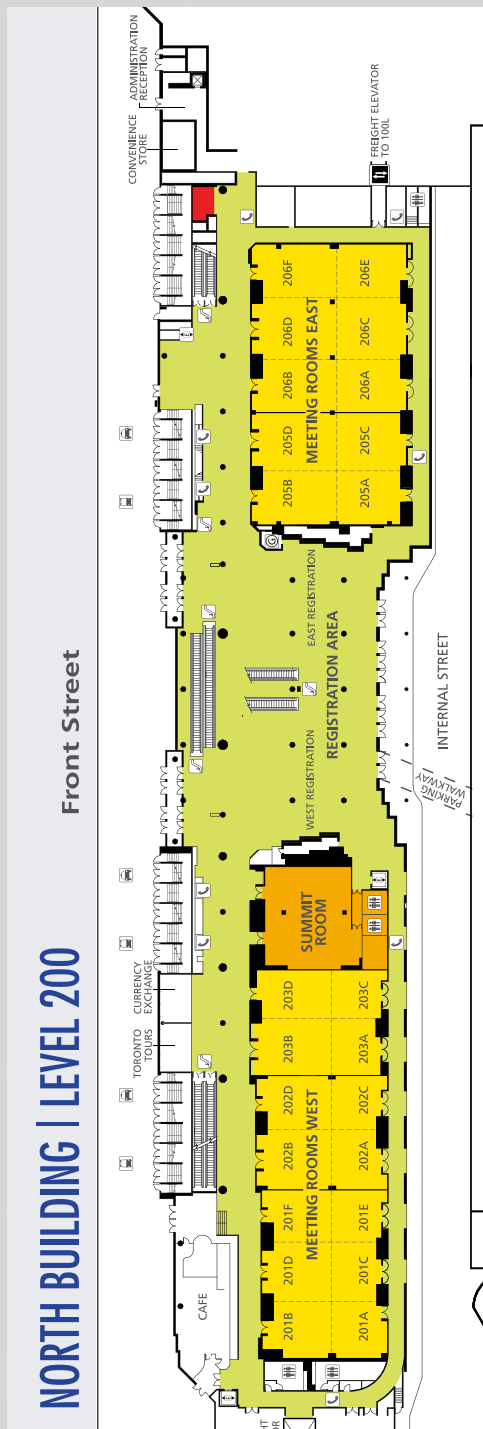 NORTH BUILDING | LEVEL 200
Front Street
CAFE
TORONTO
TOURS
CURRENCY
EXCHANGE
CONVENIENCE
STORE
ADMINISTRATION
RECEPTION
MEETING ROOMS WEST
201B
201D
201F
202B
202D
203B
203D
201A
201C
201E
202A
202C
203A
203C
SUMMIT
ROOM
WEST REGISTRATION
EAST REGISTRATION
REGISTRATION AREA
G
MEETING ROOMS EAST
205B
205D
206B
206D
206F
205A
205C
206A
206C
206E
PARKING
WALKWAY
INTERNAL STREET
FREIGHT ELEVATOR
TO 100L